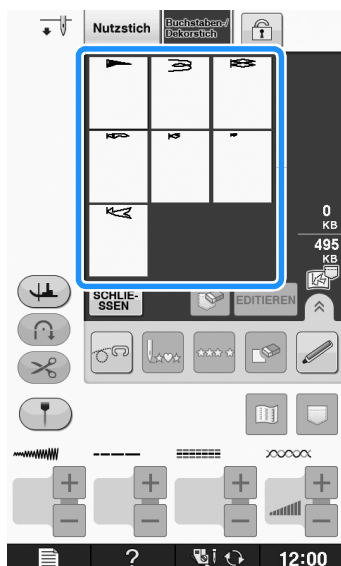 Nutzstich
Buchstaben-/
Dekorstich
0
KB
495
KB
SCHLIE-
SSEN
EDITIEREN
?
12:00